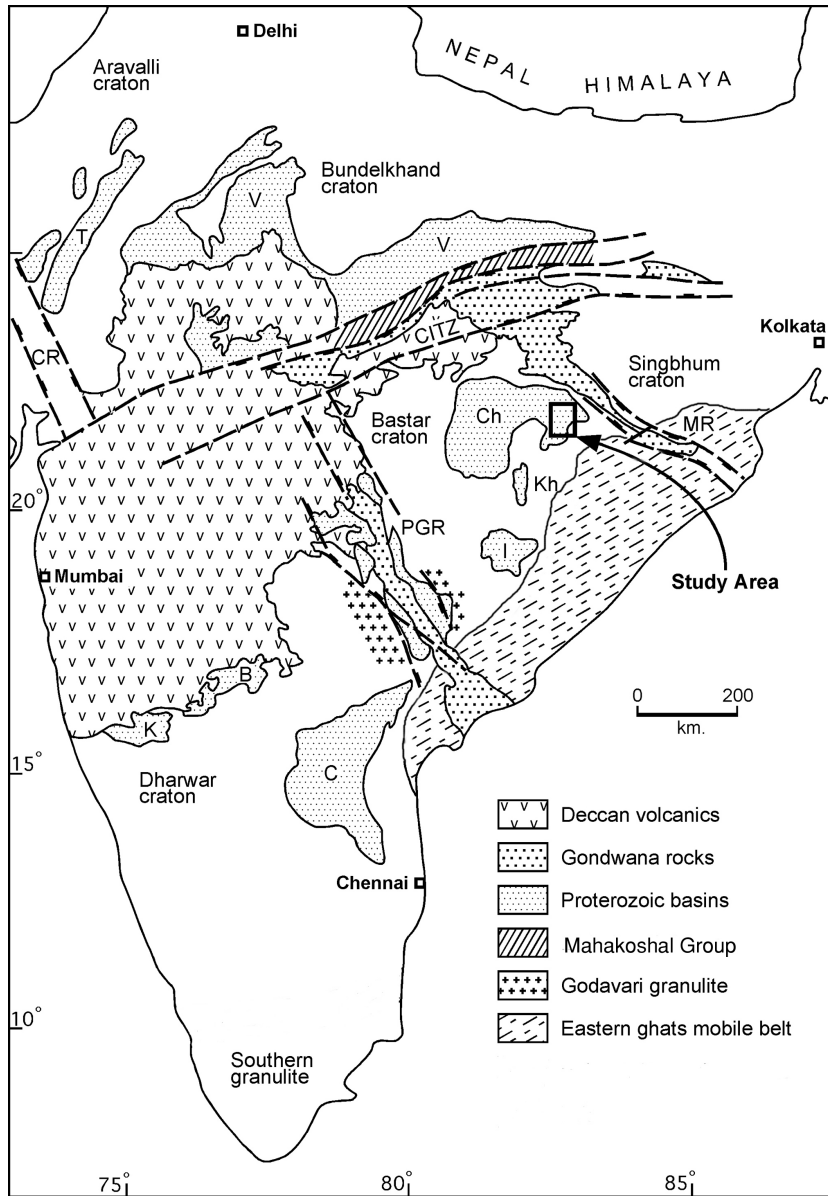 Delhi
NEPAL HIMALAYA
Aravalli
craton
Bundelkhand
craton
V
T
V
Kolkata
CITZ
CR
Singbhum
craton
Bastar
craton
Ch
MR
Kh
20°
PGR
I
Mumbai
Study Area
B
0 200
km.
K
15°
Dharwar
craton
C
Deccan volcanics
Gondwana rocks
Chennai
Proterozoic basins
Mahakoshal Group
Godavari granulite
10°
Eastern ghats mobile belt
Southern
granulite
75° 80° 85°